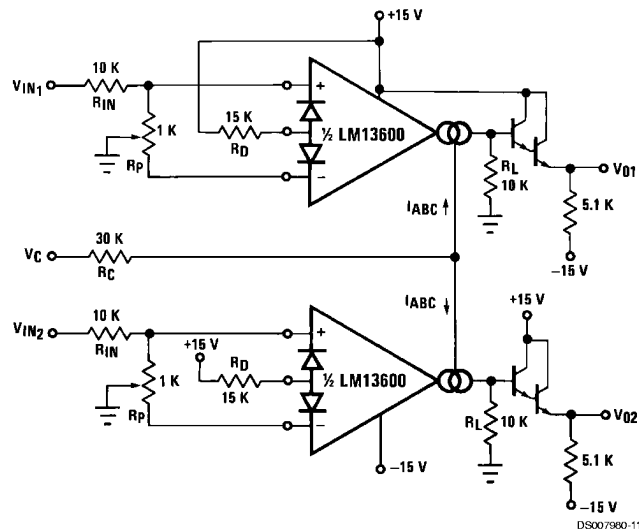 +15 V
10 K
VIN1
RIN
+
1 K
15 K
½ LM13600
RD
RP
−
RL
10 K
VO1
5.1 K
IABC
−15 V
30 K
VC
RC
IABC
+15 V
10 K
VIN2
RIN
+15 V
+
RD
1 K
½ LM13600
15 K
RP
−
RL
10 K
VO2
5.1 K
−15 V
−15 V
DS007980-11